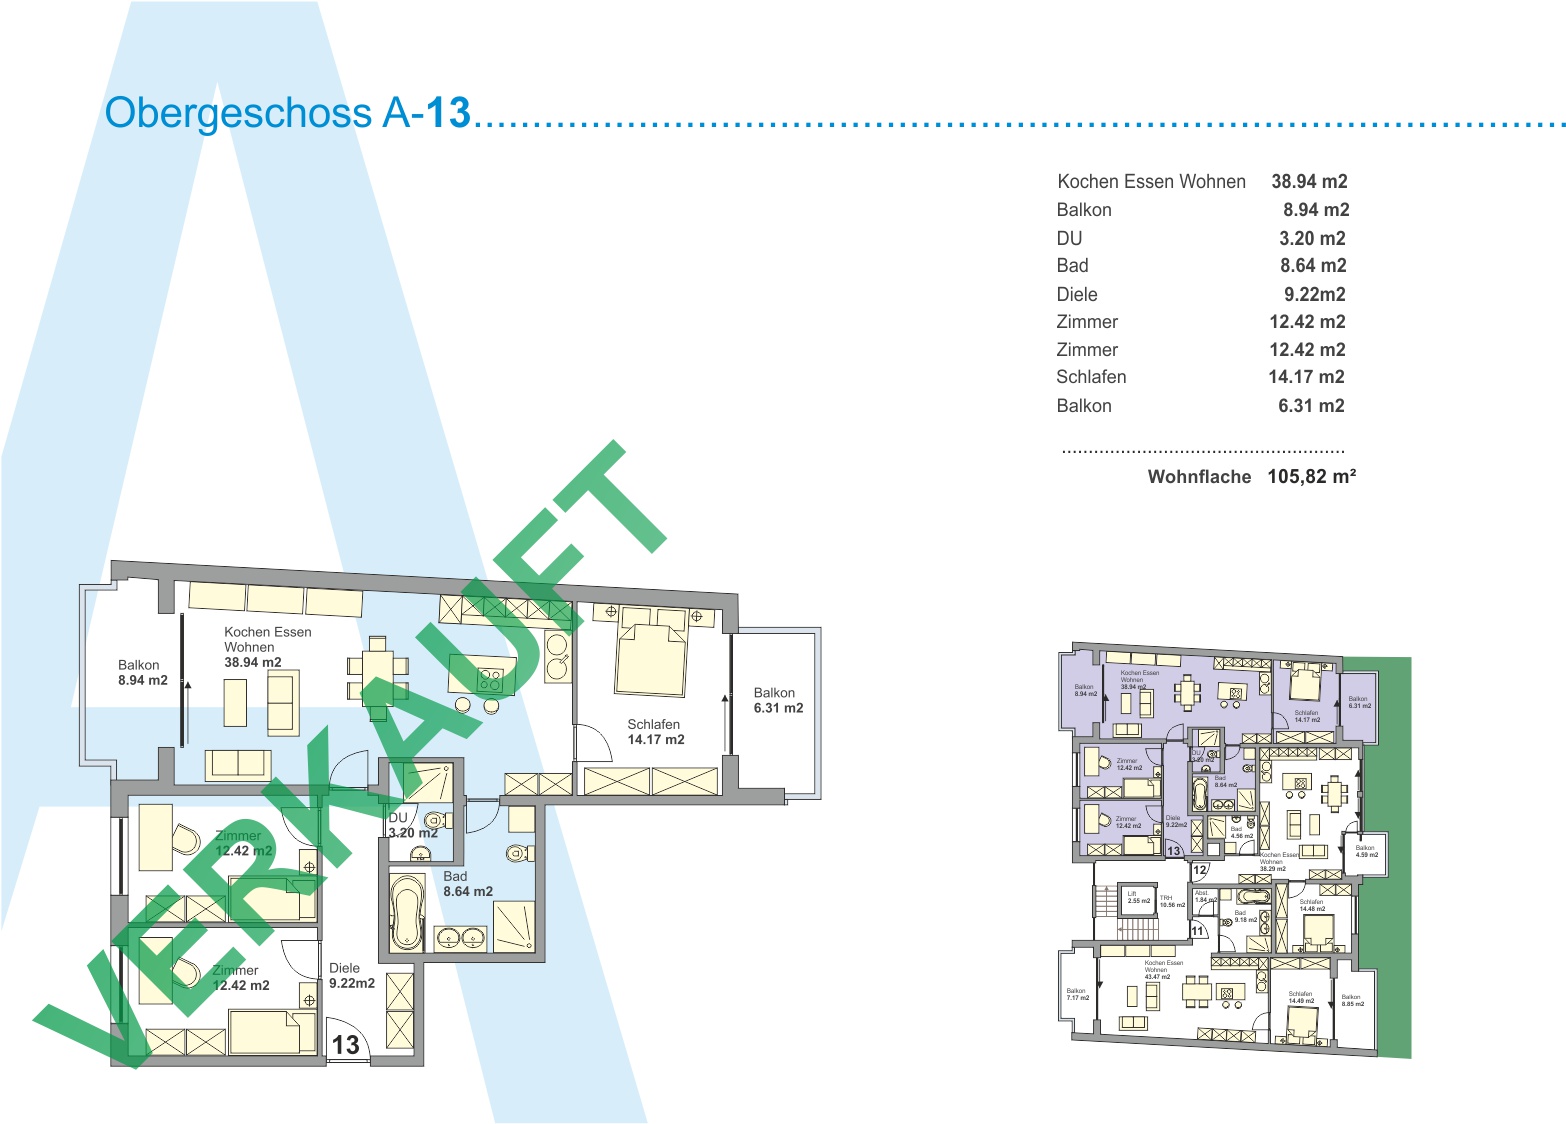 Obergeschoss A-13
Kochen Essen Wohnen 38.94 m2
Balkon 8.94 m2
DU 3.20 m2
Bad 8.64 m2
Diele 9.22m2
Zimmer 12.42 m2
Zimmer 12.42 m2
Schlafen 14.17 m2
Balkon 6.31 m2
Wohnflache 105,82 m²
VERKAUFT
Balkon
8.94 m2
Kochen Essen
Wohnen
38.94 m2
Schlafen
14.17 m2
Balkon
6.31 m2
DU
3.20 m2
Zimmer
12.42 m2
Bad
8.64 m2
Zimmer
12.42 m2
Diele
9.22m2
13
Balkon
8.94 m2
Kochen Essen
Wohnen
38.94 m2
Schlafen
14.17 m2
Balkon
6.31 m2
DU
3.20 m2
Zimmer
12.42 m2
Bad
8.64 m2
Zimmer
12.42 m2
Diele
9.22m2
13
Bad
4.56 m2
Kochen Essen
Wohnen
38.29 m2
Balkon
4.59 m2
12
Lift
2.55 m2
TRH
10.56 m2
Abst.
1.84 m2
Bad
9.18 m2
Schlafen
14.48 m2
11
Kochen Essen
Wohnen
43.47 m2
Balkon
7.17 m2
Schlafen
14.49 m2
Balkon
8.85 m2